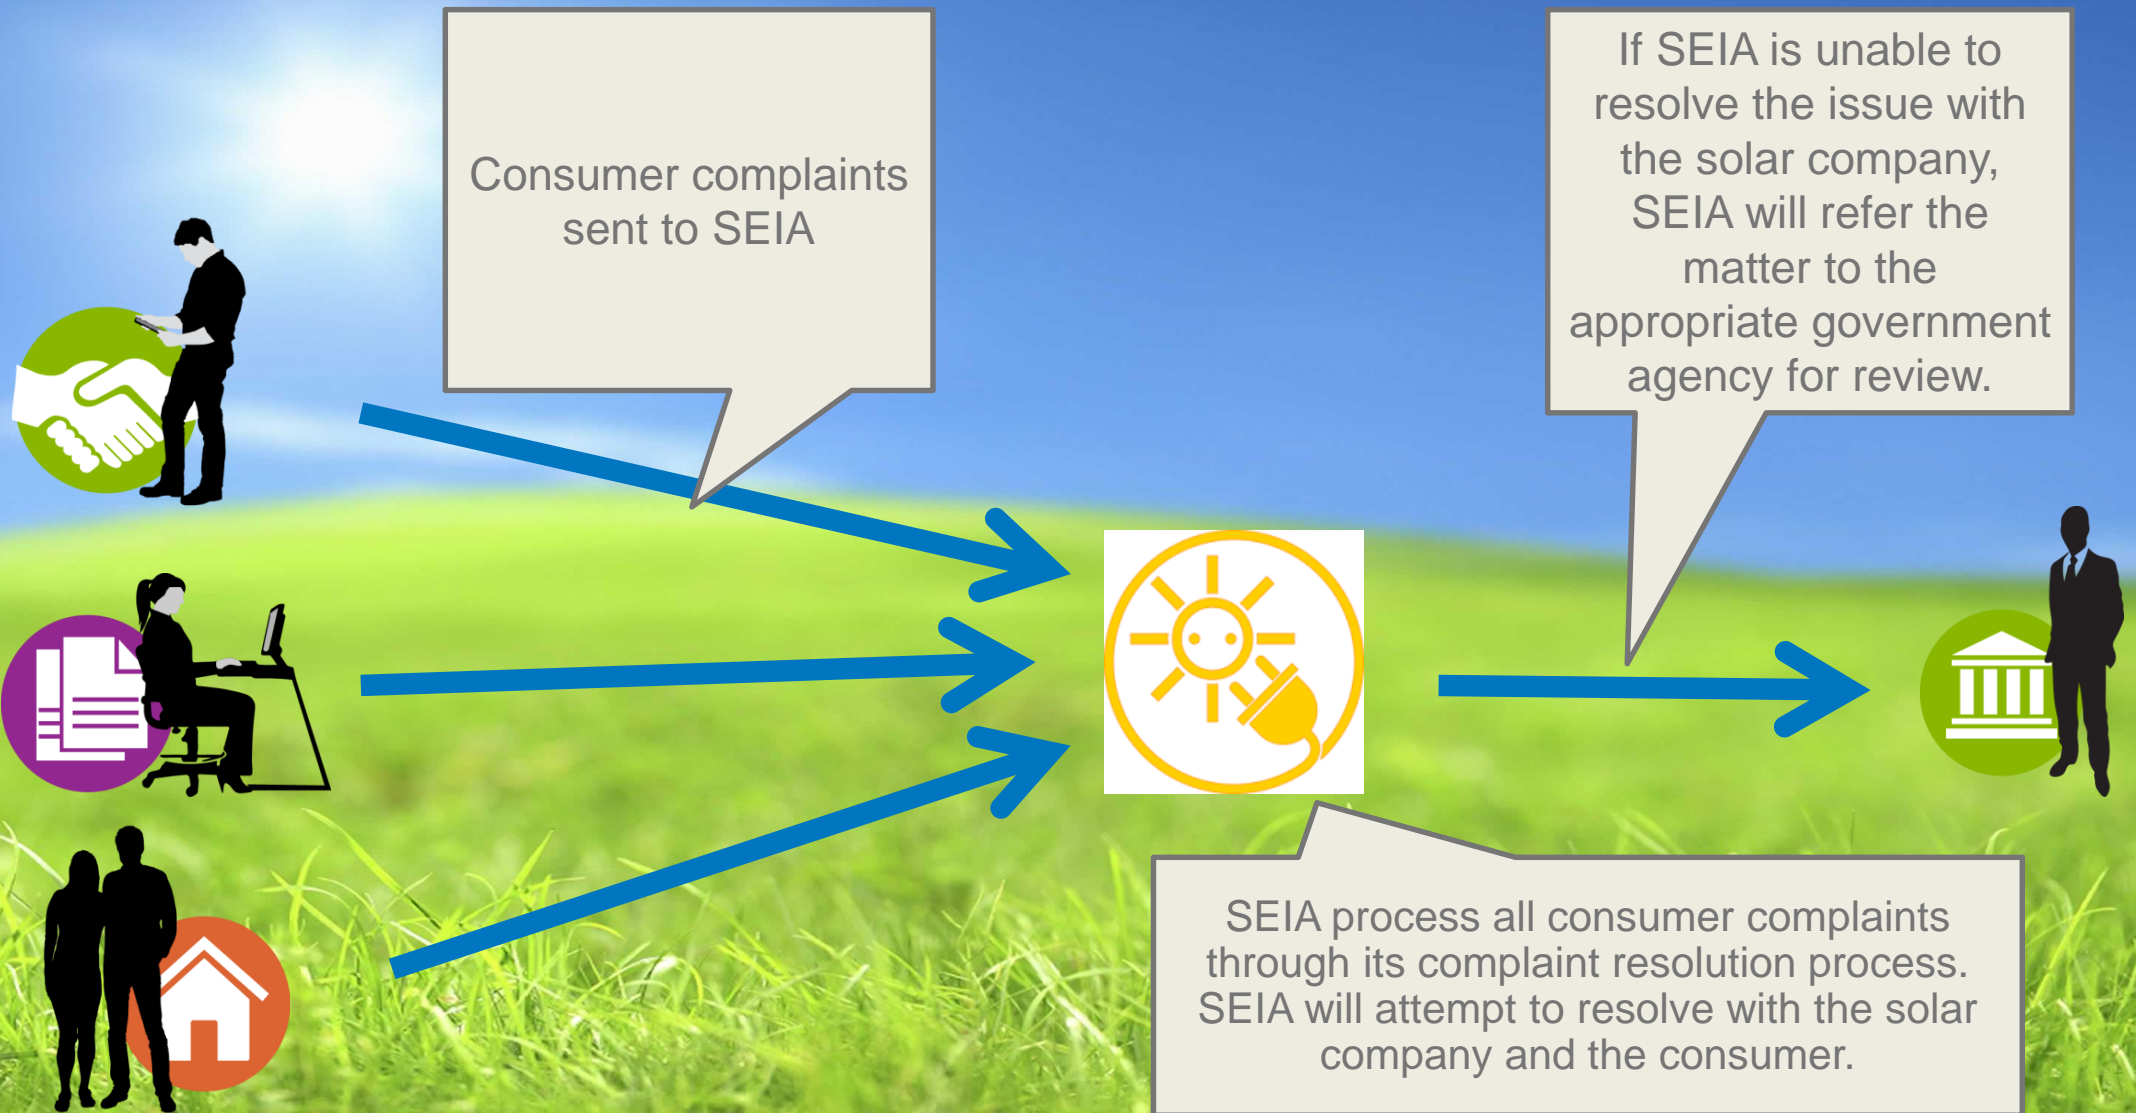 Consumer complaints
sent to SEIA
If SEIA is unable to
resolve the issue with
the solar company,
SEIA will refer the
matter to the
appropriate government
agency for review.
SEIA process all consumer complaints
through its complaint resolution process.
SEIA will attempt to resolve with the solar
company and the consumer.